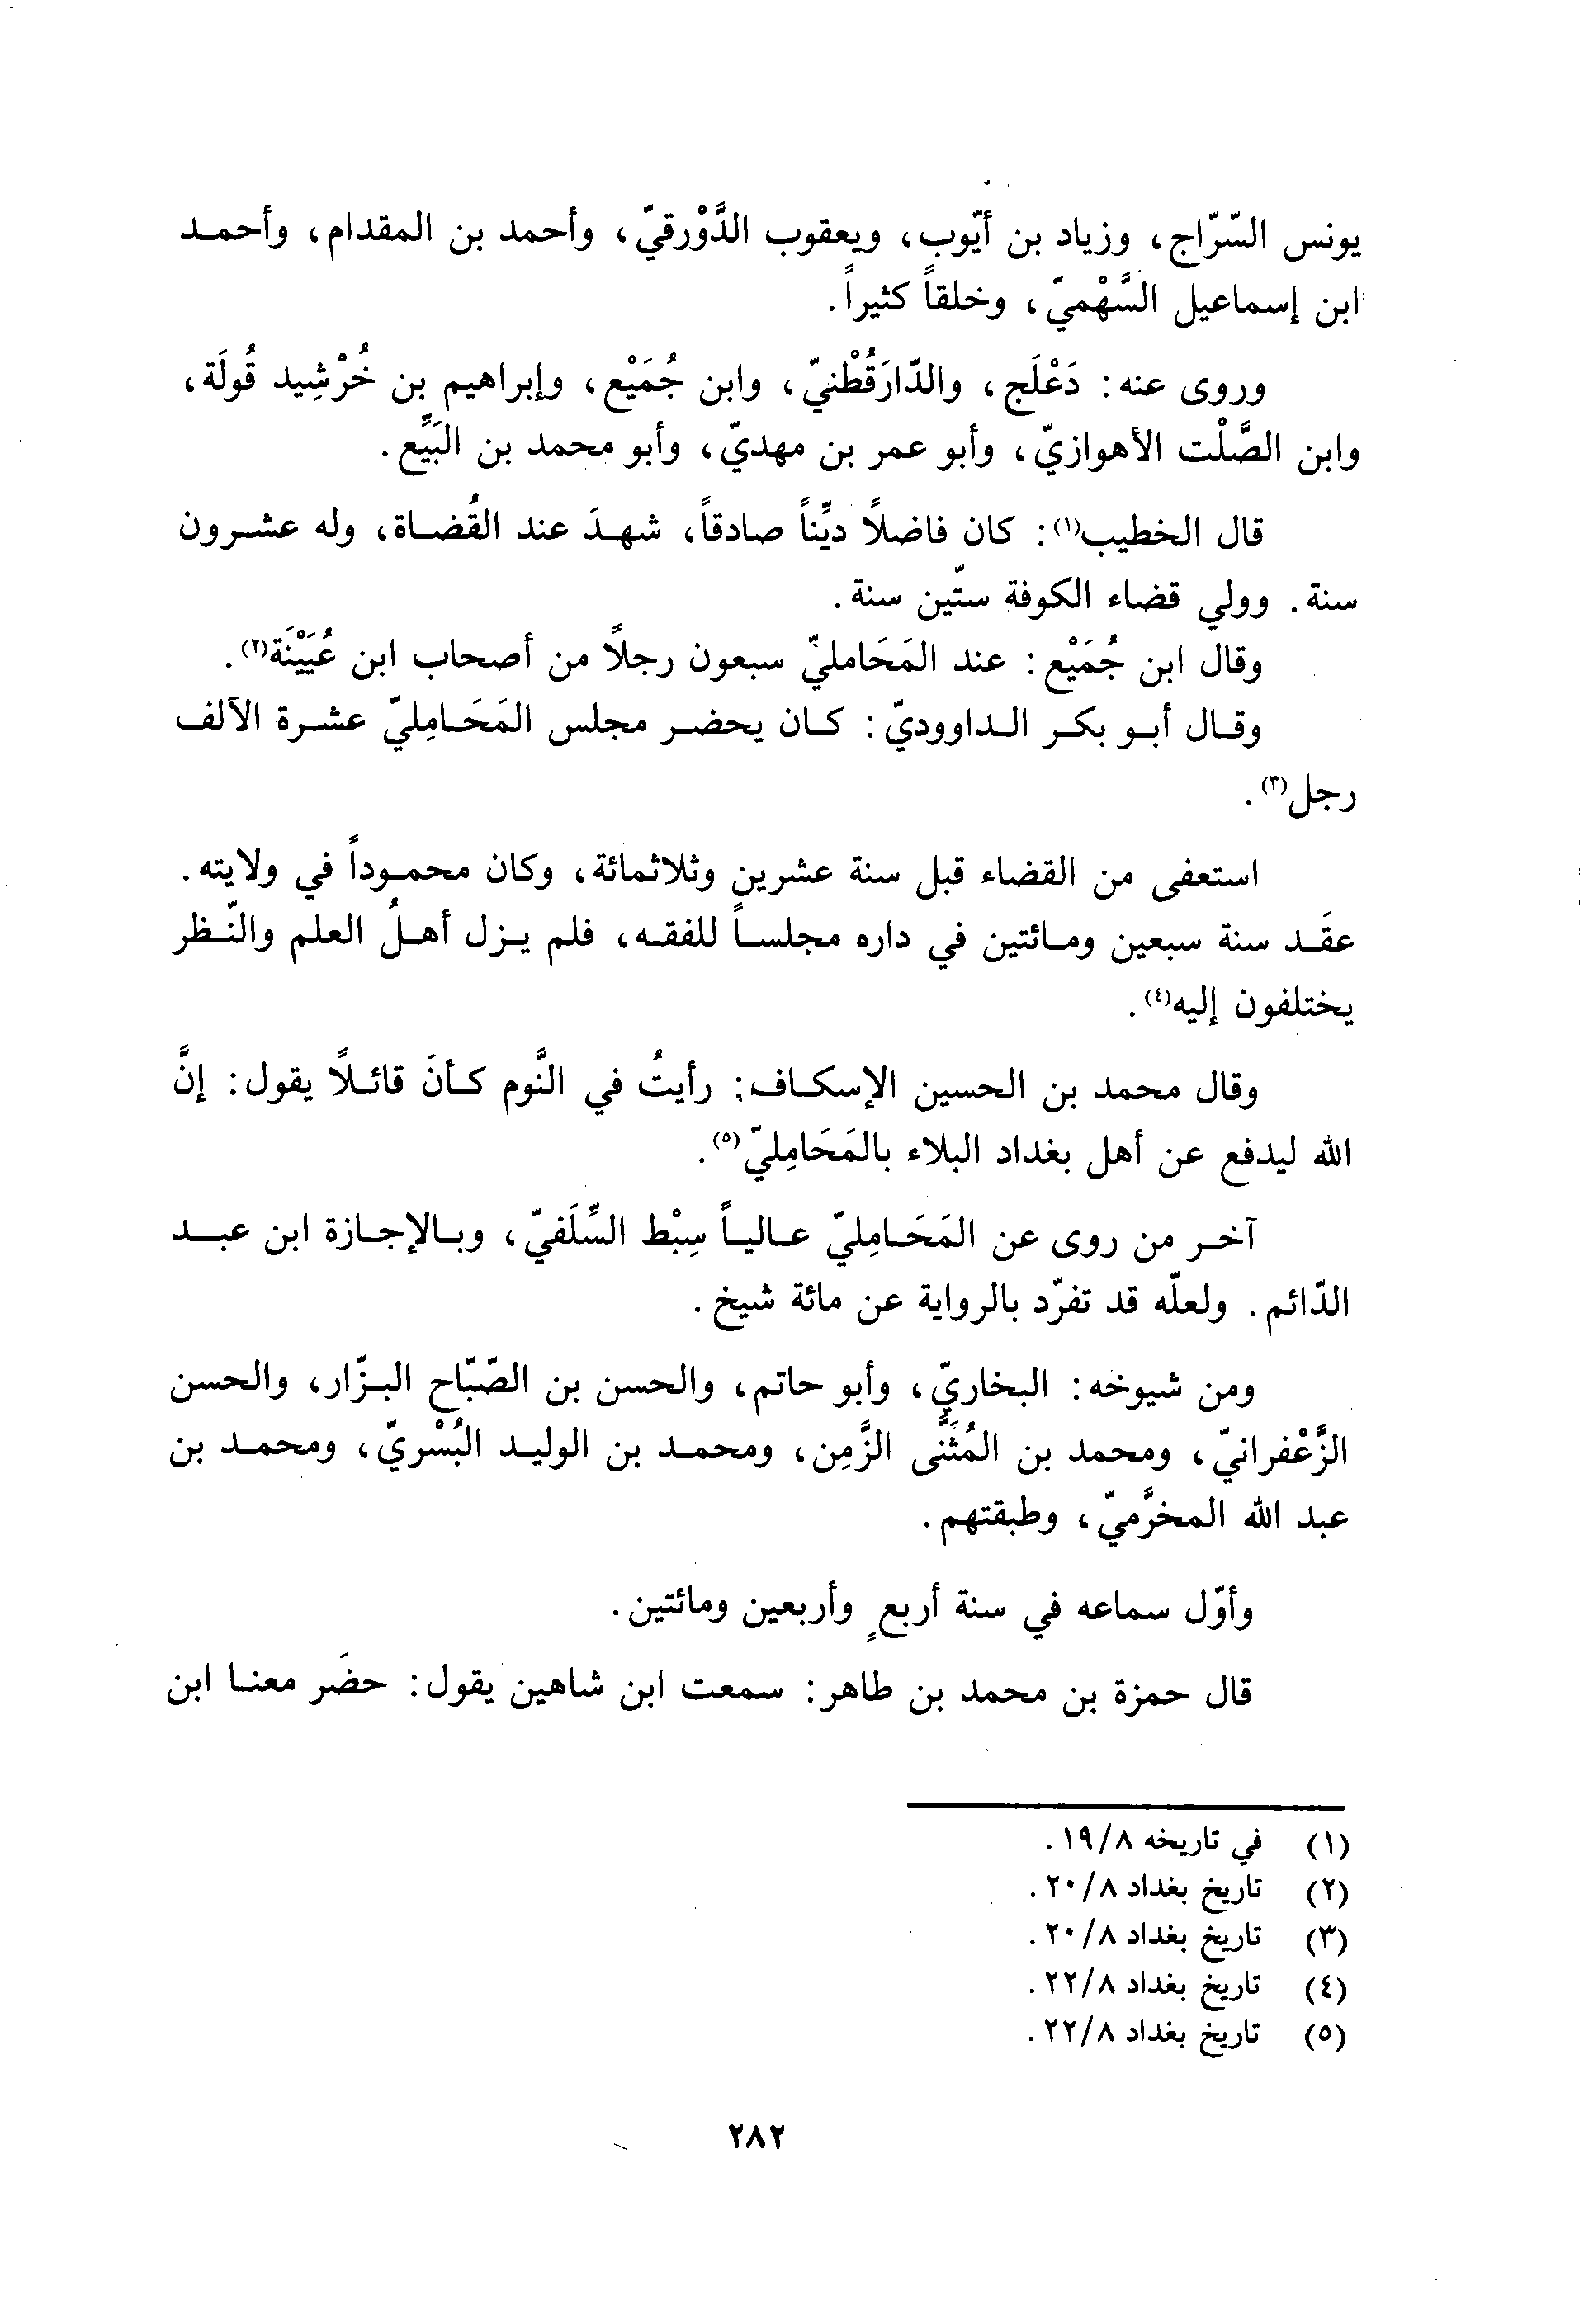 يونس السّرّاج، وزياد بن أيّوب، ويعقوب الدَّوْرقيّ، وأحمد بن المقدام، وأحمد
ابن إسماعيل السَّهْميّ، وخلقاً كثيراً.
وروى عنه: دَعْلَج، والدّارَقُطْنيّ، وابن جُمَيْع، وإبراهيم بن خُرْشِيد قُولَة،
وابن الصَّلْت الأهوازيّ، وأبو عمر بن مهديّ، وأبو محمد بن البَيِّع.
قال الخطيب(١): كان فاضلاً ديِّناً صادقاً، شهدَ عند القُضاة، وله عشرون
سنة. وولي قضاء الكوفة ستّين سنة.
وقال ابن جُمَيْع: عند المَحَامليّ سبعون رجلاً من أصحاب ابن عُيَيْنَة(٢).
وقال أبو بكر الداووديّ: كان يحضر مجلس المَحَامِليّ عشرة الآلف
رجل(٣).
استعفى من القضاء قبل سنة عشرين وثلاثمائة، وكان محموداً في ولايته.
عقَد سنة سبعين ومائتين في داره مجلساً للفقه، فلم يزل أهلُ العلم والنّظر
يختلفون إليه(٤).
وقال محمد بن الحسين الإسكاف: رأيتُ في النَّوم كأنَ قائلاً يقول: إنَّ
الله ليدفع عن أهل بغداد البلاء بالمَحَامِليّ(٥).
آخر من روى عن المَحَامِليّ عالياً سِبْط السِّلَفيّ، وبالإجازة ابن عبد
الدّائم. ولعلّه قد تفرّد بالرواية عن مائة شيخ.
ومن شيوخه: البخاريّ، وأبو حاتم، والحسن بن الصّبّاح البزّار، والحسن
الزَّعْفرانيّ، ومحمد بن المُثَنَّى الزَّمِن، ومحمد بن الوليد البُسْريّ، ومحمد بن
عبد الله المخرَّميّ، وطبقتهم.
وأوّل سماعه في سنة أربعٍ وأربعين ومائتين.
قال حمزة بن محمد بن طاهر: سمعت ابن شاهين يقول: حضَر معنا ابن
(١) في تاريخه ١٩/٨.
(٢) تاريخ بغداد ٢٠/٨.
(٣) تاريخ بغداد ٢٠/٨.
(٤) تاريخ بغداد ٢٢/٨.
(٥) تاريخ بغداد ٢٢/٨.
٢٨٢